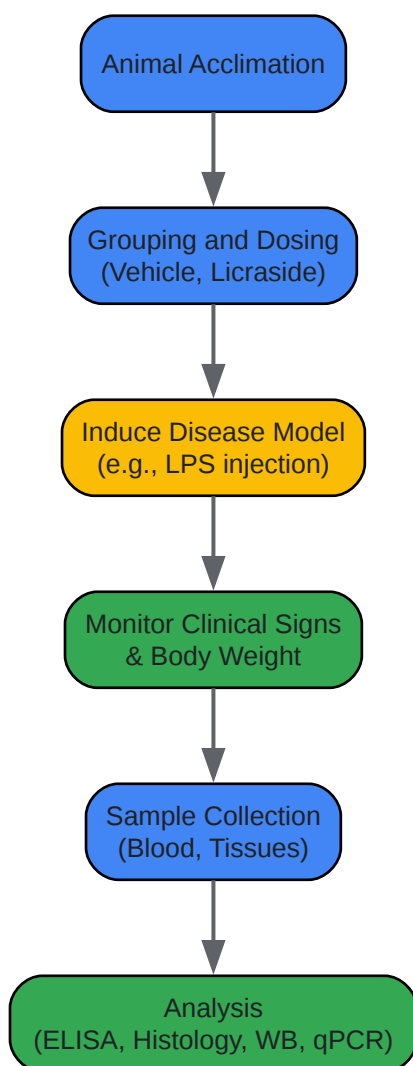 Animal Acclimation
Grouping and Dosing
(Vehicle, Licraside)
Induce Disease Model
(e.g., LPS injection)
Monitor Clinical Signs
& Body Weight
Sample Collection
(Blood, Tissues)
Analysis
(ELISA, Histology, WB, qPCR)